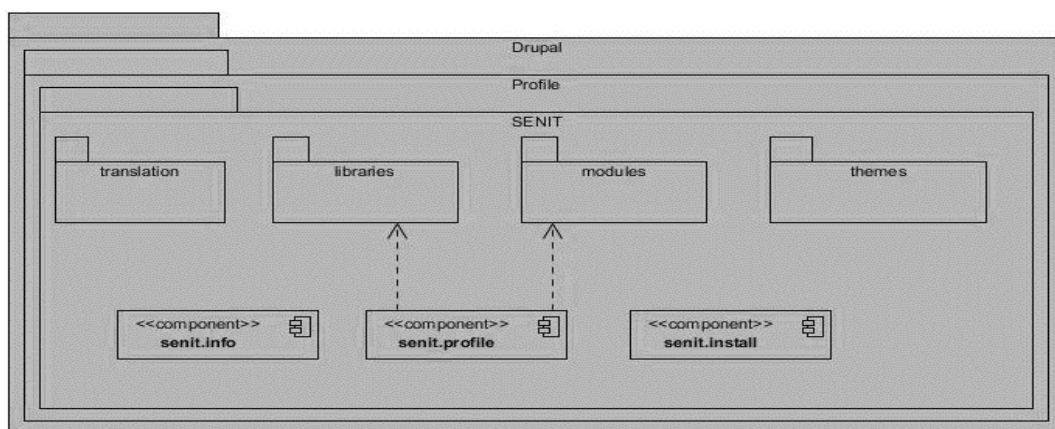 Drupal
Profile
SENIT
translation
libraries
modules
themes
<<component>>
senit.info
<<component>>
senit.profile
<<component>>
senit.install